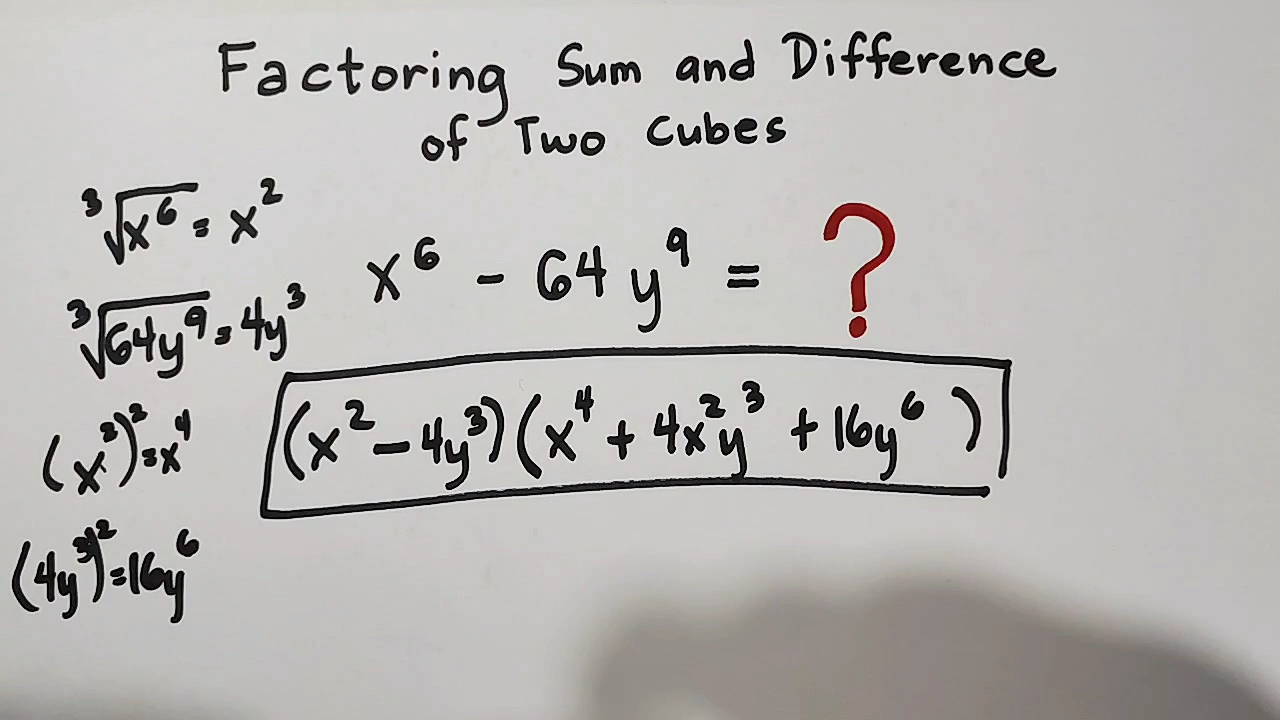 Factoring Sum and Difference
of Two Cubes
∛x⁶ = x²
x⁶ - 64y⁹ = ?
∛64y⁹ = 4y³
(x² - 4y³)(x⁴ + 4x²y³ + 16y⁶)
(x²)² = x⁴
(4y³)² = 16y⁶